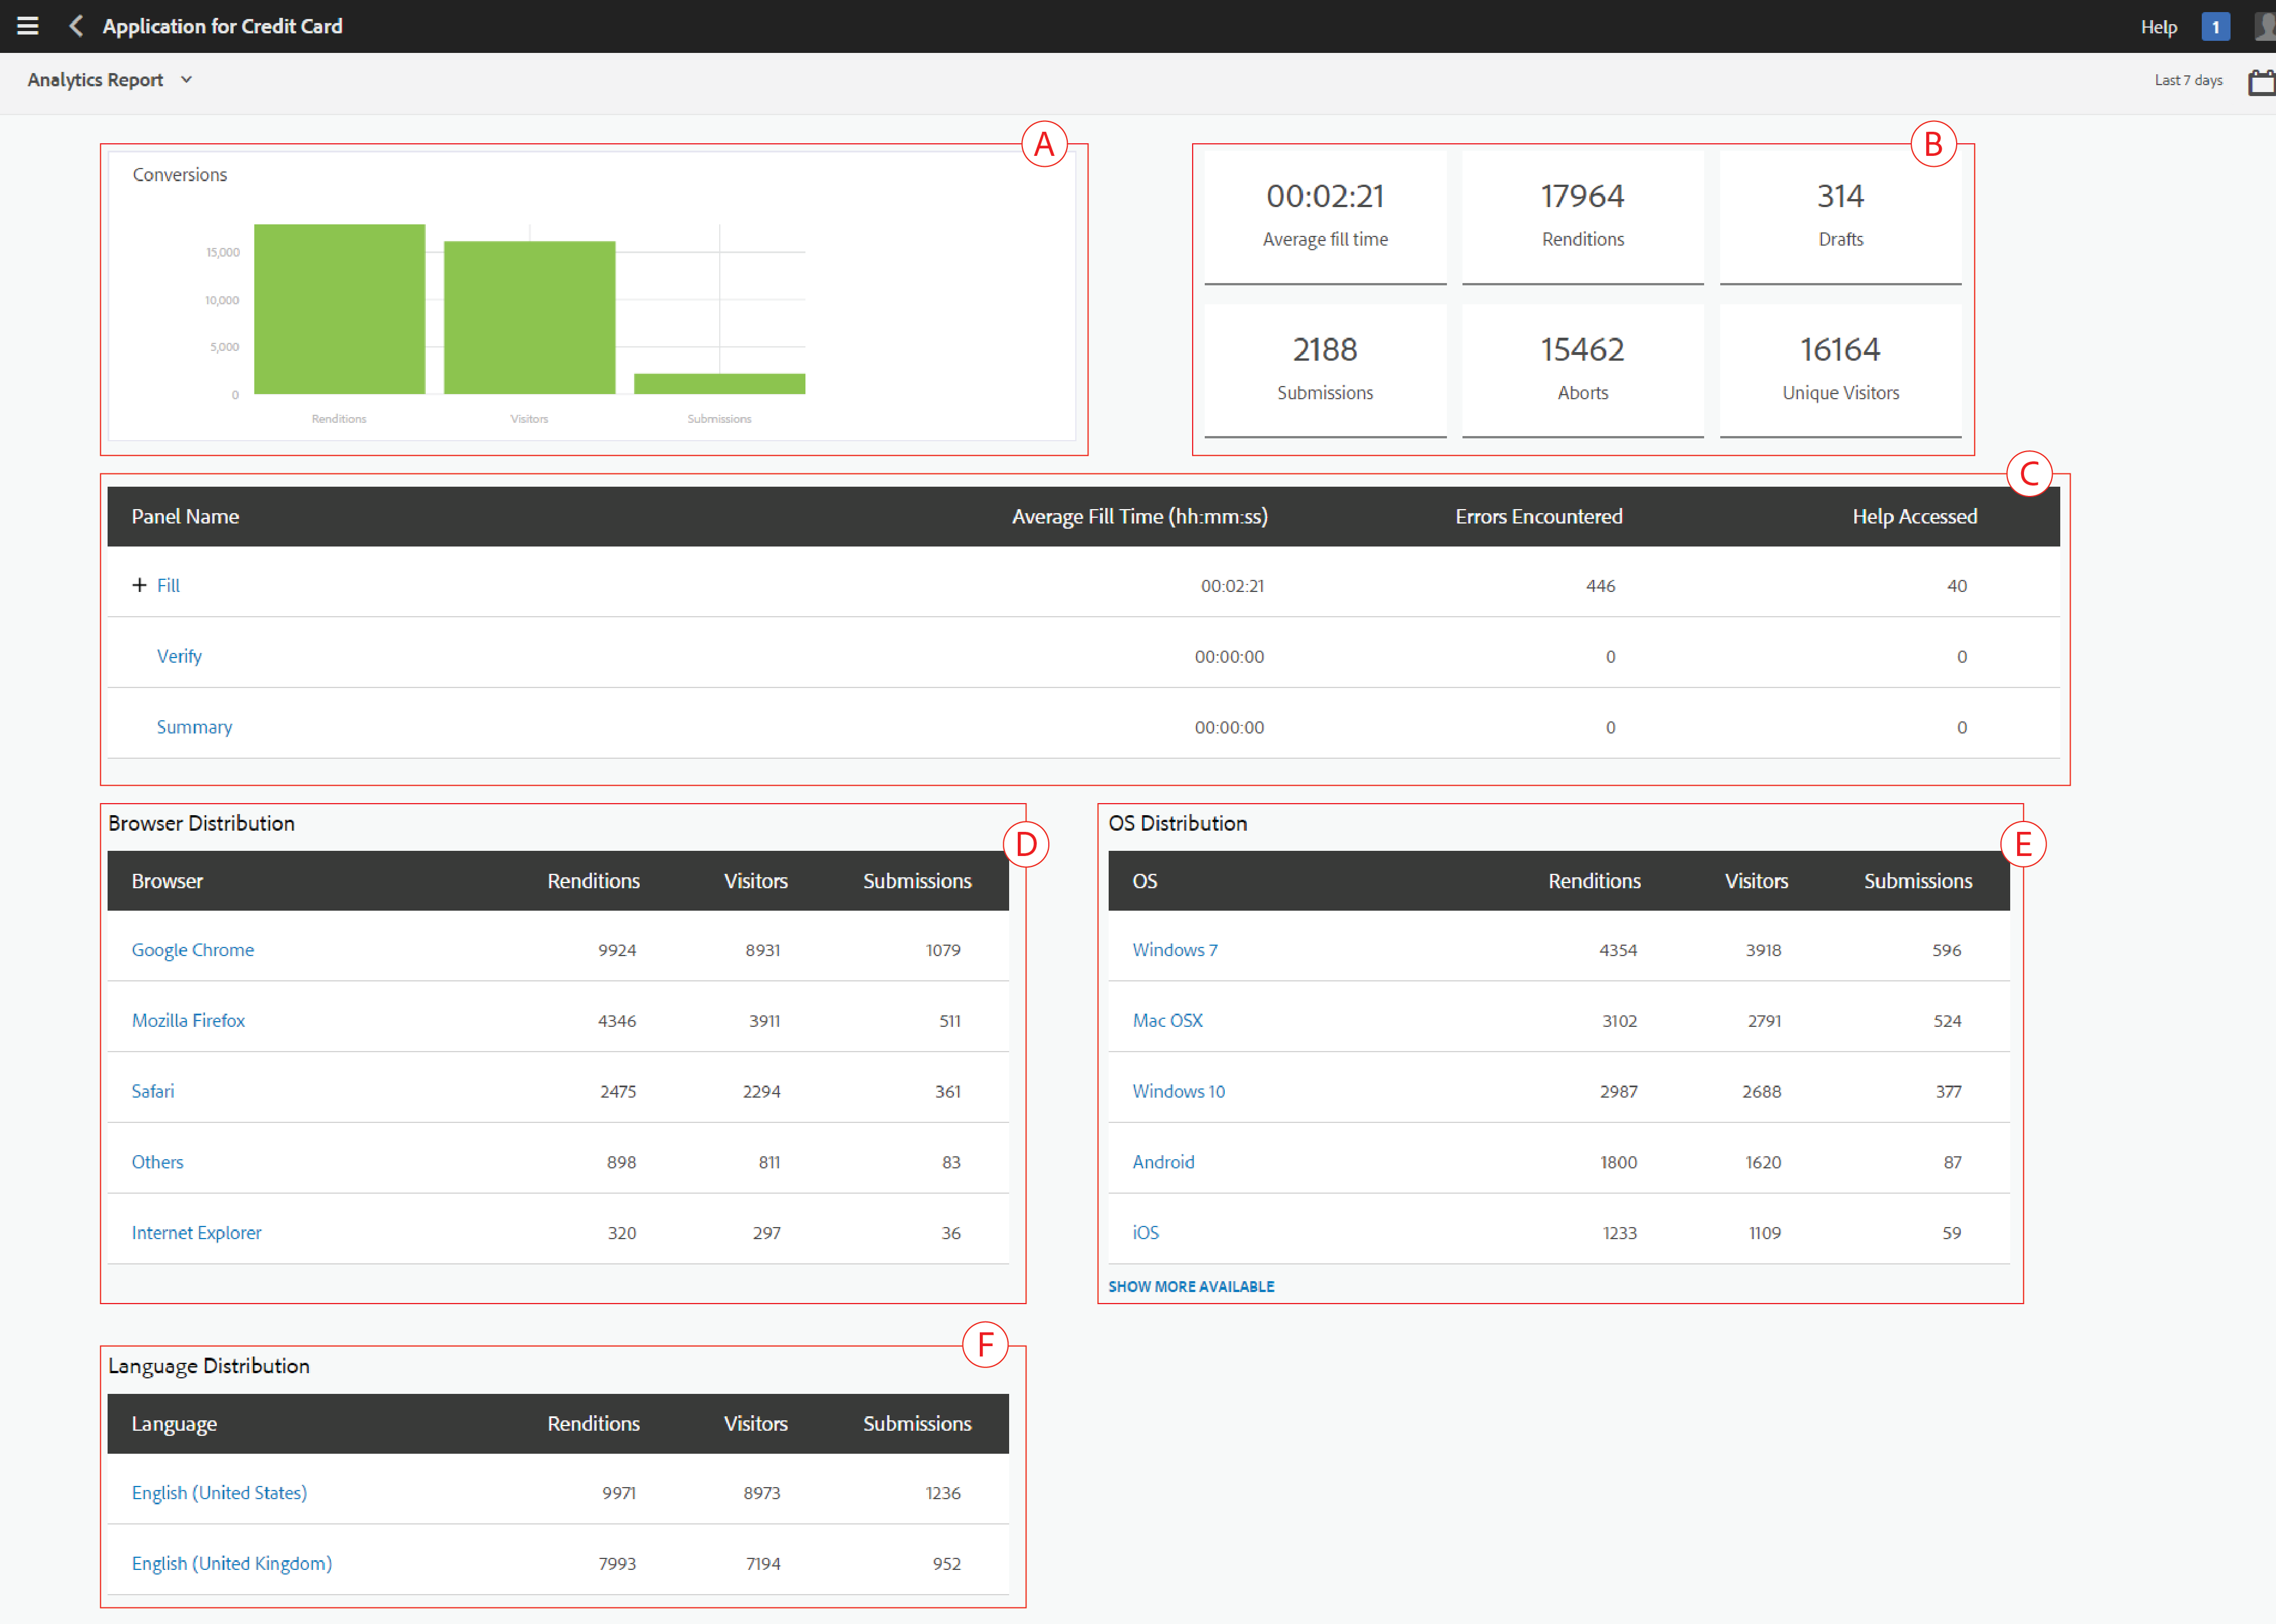 Application for Credit Card
Help 1
Analytics Report
Last 7 days
A
Conversions
15,000
10,000
5,000
0
Renditions Visitors Submissions
B
00:02:21 17964 314
Average fill time Renditions Drafts
2188 15462 16164
Submissions Aborts Unique Visitors
C
Panel Name Average Fill Time (hh:mm:ss) Errors Encountered Help Accessed
+ Fill 00:02:21 446 40
Verify 00:00:00 0 0
Summary 00:00:00 0 0
Browser Distribution
D
Browser Renditions Visitors Submissions
Google Chrome 9924 8931 1079
Mozilla Firefox 4346 3911 511
Safari 2475 2294 361
Others 898 811 83
Internet Explorer 320 297 36
OS Distribution
E
OS Renditions Visitors Submissions
Windows 7 4354 3918 596
Mac OSX 3102 2791 524
Windows 10 2987 2688 377
Android 1800 1620 87
iOS 1233 1109 59
SHOW MORE AVAILABLE
F
Language Distribution
Language Renditions Visitors Submissions
English (United States) 9971 8973 1236
English (United Kingdom) 7993 7194 952